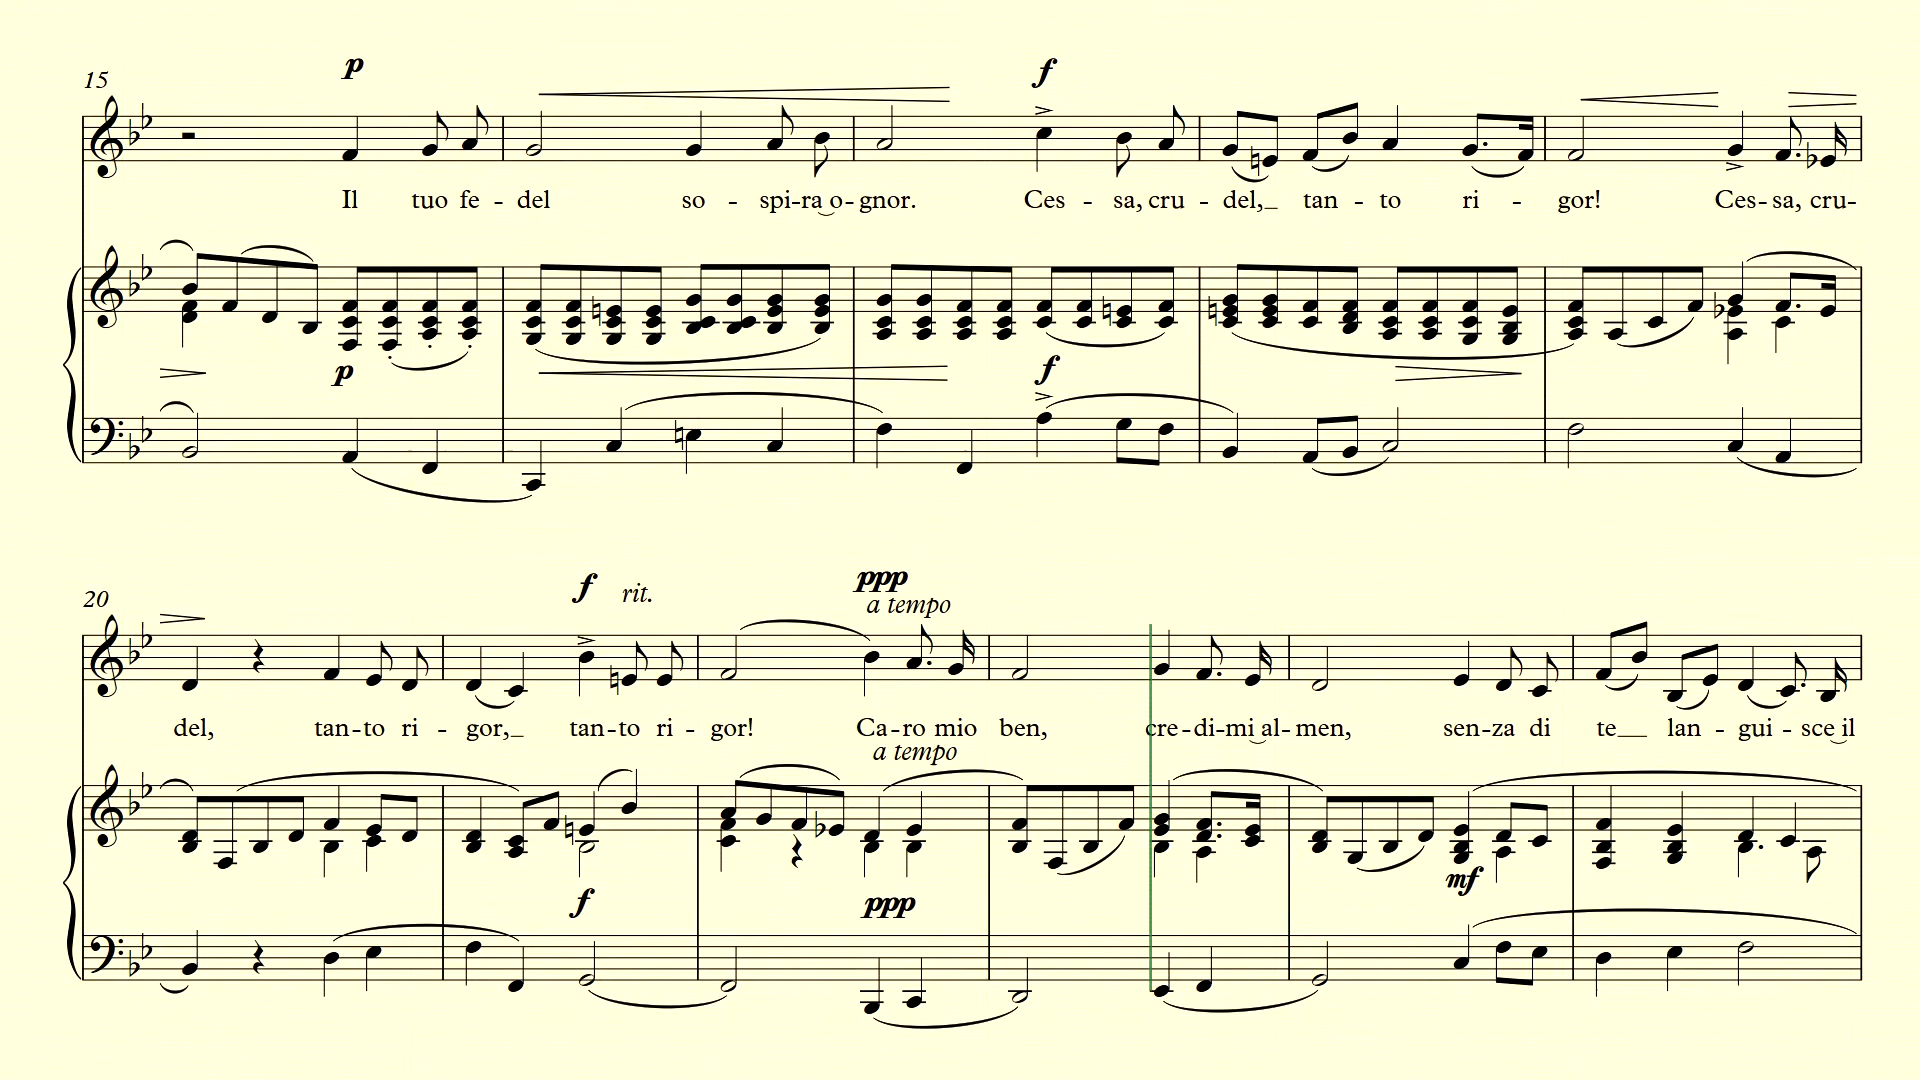 p
f
15
Il tuo fe - del so - spi-ra o-gnor. Ces - sa, cru - del,_ tan - to ri - gor! Ces-sa, cru-
p
f
f rit. ppp
a tempo
20
del, tan-to ri - gor,_ tan-to ri - gor! Ca-ro mio ben, cre-di-mi al-men, sen-za di te__ lan - gui - sce il
a tempo
mf
f ppp